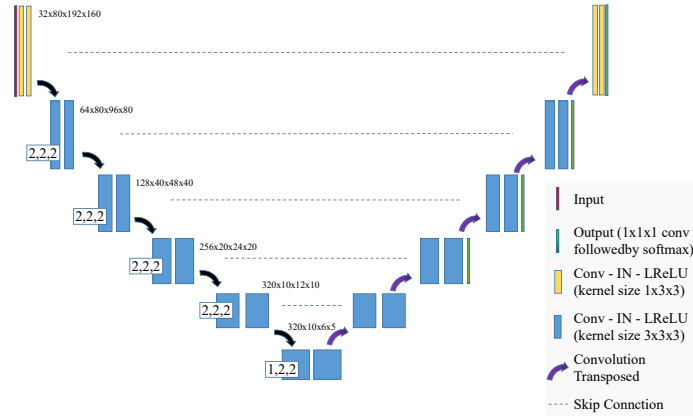 32x80x192x160
64x80x96x80
2,2,2
128x40x48x40
2,2,2
256x20x24x20
2,2,2
320x10x12x10
2,2,2
320x10x6x5
1,2,2
Input
Output (1x1x1 conv
followedby softmax)
Conv - IN - LReLU
(kernel size 1x3x3)
Conv - IN - LReLU
(kernel size 3x3x3)
Convolution
Transposed
Skip Connction